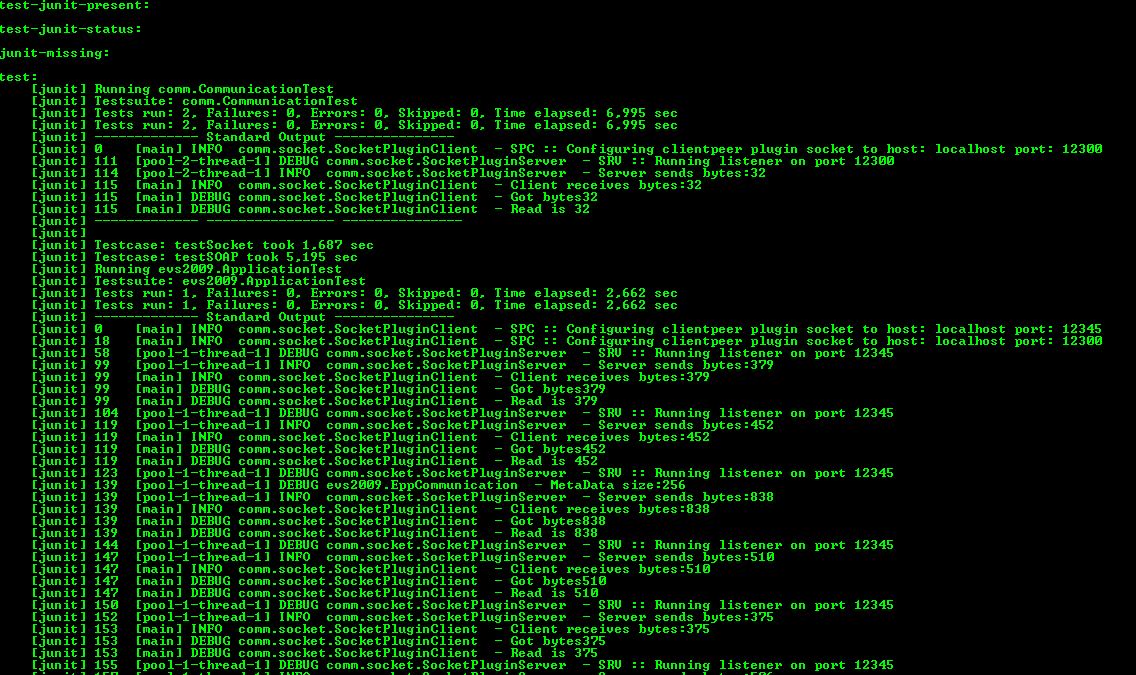 test-junit-present:
test-junit-status:
junit-missing:
test:
[junit] Running comm.CommunicationTest
[junit] Testsuite: comm.CommunicationTest
[junit] Tests run: 2, Failures: 0, Errors: 0, Skipped: 0, Time elapsed: 6,995 sec
[junit] Tests run: 2, Failures: 0, Errors: 0, Skipped: 0, Time elapsed: 6,995 sec
[junit] ------------- Standard Output ---------------
[junit] 0    [main] INFO  comm.socket.SocketPluginClient  - SPC :: Configuring clientpeer plugin socket to host: localhost port: 12300
[junit] 111  [pool-2-thread-1] DEBUG comm.socket.SocketPluginClient  - SRV :: Running listener on port 12300
[junit] 114  [pool-2-thread-1] INFO  comm.socket.SocketPluginClient  - Server sends bytes:32
[junit] 115  [main] INFO  comm.socket.SocketPluginClient  - Client receives bytes:32
[junit] 115  [main] DEBUG comm.socket.SocketPluginClient  - Got bytes32
[junit] 115  [main] DEBUG comm.socket.SocketPluginClient  - Read is 32
[junit] ------------- ---------------- ---------------
[junit]
[junit] Testcase: testSocket took 1,687 sec
[junit] Testcase: testSOAP took 5,195 sec
[junit] Running evs2009.ApplicationTest
[junit] Testsuite: evs2009.ApplicationTest
[junit] Tests run: 1, Failures: 0, Errors: 0, Skipped: 0, Time elapsed: 2,662 sec
[junit] Tests run: 1, Failures: 0, Errors: 0, Skipped: 0, Time elapsed: 2,662 sec
[junit] ------------- Standard Output ---------------
[junit] 0    [main] INFO  comm.socket.SocketPluginClient  - SPC :: Configuring clientpeer plugin socket to host: localhost port: 12345
[junit] 18   [main] INFO  comm.socket.SocketPluginClient  - SPC :: Configuring clientpeer plugin socket to host: localhost port: 12300
[junit] 58   [pool-1-thread-1] DEBUG comm.socket.SocketPluginServer  - SRV :: Running listener on port 12345
[junit] 99   [pool-1-thread-1] INFO  comm.socket.SocketPluginServer  - Server sends bytes:379
[junit] 99   [main] INFO  comm.socket.SocketPluginClient  - Client receives bytes:379
[junit] 99   [main] DEBUG comm.socket.SocketPluginClient  - Got bytes379
[junit] 99   [main] DEBUG comm.socket.SocketPluginClient  - Read is 379
[junit] 104  [pool-1-thread-1] DEBUG comm.socket.SocketPluginServer  - SRV :: Running listener on port 12345
[junit] 119  [pool-1-thread-1] INFO  comm.socket.SocketPluginServer  - Server sends bytes:452
[junit] 119  [main] INFO  comm.socket.SocketPluginClient  - Client receives bytes:452
[junit] 119  [main] DEBUG comm.socket.SocketPluginClient  - Got bytes452
[junit] 119  [main] DEBUG comm.socket.SocketPluginClient  - Read is 452
[junit] 123  [pool-1-thread-1] DEBUG comm.socket.SocketPluginServer  - SRV :: Running listener on port 12345
[junit] 139  [pool-1-thread-1] DEBUG evs2009.EppCommunication  - MetaData size:256
[junit] 139  [pool-1-thread-1] INFO  comm.socket.SocketPluginServer  - Server sends bytes:838
[junit] 139  [main] INFO  comm.socket.SocketPluginClient  - Client receives bytes:838
[junit] 139  [main] DEBUG comm.socket.SocketPluginClient  - Got bytes838
[junit] 139  [main] DEBUG comm.socket.SocketPluginClient  - Read is 838
[junit] 144  [pool-1-thread-1] DEBUG comm.socket.SocketPluginServer  - SRV :: Running listener on port 12345
[junit] 147  [pool-1-thread-1] INFO  comm.socket.SocketPluginServer  - Server sends bytes:510
[junit] 147  [main] INFO  comm.socket.SocketPluginClient  - Client receives bytes:510
[junit] 147  [main] DEBUG comm.socket.SocketPluginClient  - Got bytes510
[junit] 147  [main] DEBUG comm.socket.SocketPluginClient  - Read is 510
[junit] 150  [pool-1-thread-1] DEBUG comm.socket.SocketPluginServer  - SRV :: Running listener on port 12345
[junit] 152  [pool-1-thread-1] INFO  comm.socket.SocketPluginServer  - Server sends bytes:375
[junit] 153  [main] INFO  comm.socket.SocketPluginClient  - Client receives bytes:375
[junit] 153  [main] DEBUG comm.socket.SocketPluginClient  - Got bytes375
[junit] 153  [main] DEBUG comm.socket.SocketPluginClient  - Read is 375
[junit] 155  [pool-1-thread-1] DEBUG comm.socket.SocketPluginServer  - SRV :: Running listener on port 12345